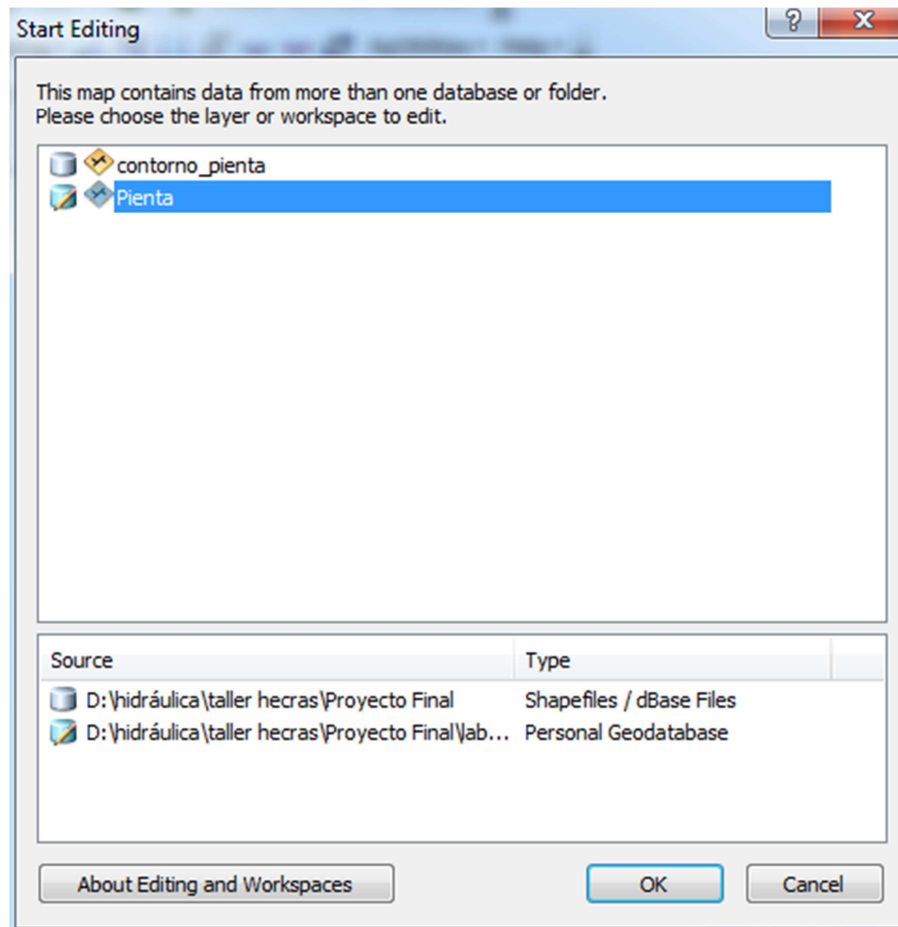 Start Editing
This map contains data from more than one database or folder.
Please choose the layer or workspace to edit.
contorno_pienta
Pienta
Source Type
D:\hidráulica\taller hecras\Proyecto Final Shapefiles / dBase Files
D:\hidráulica\taller hecras\Proyecto Final\lab... Personal Geodatabase
About Editing and Workspaces OK Cancel